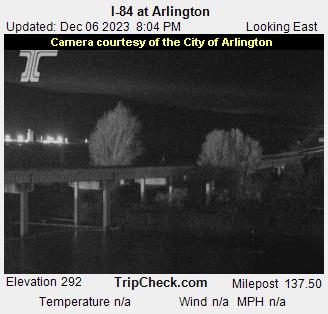 I-84 at Arlington
Updated: Dec 06 2023 8:04 PM Looking East
Camera courtesy of the City of Arlington
Elevation 292 TripCheck.com Milepost 137.50
Temperature n/a Wind n/a MPH n/a